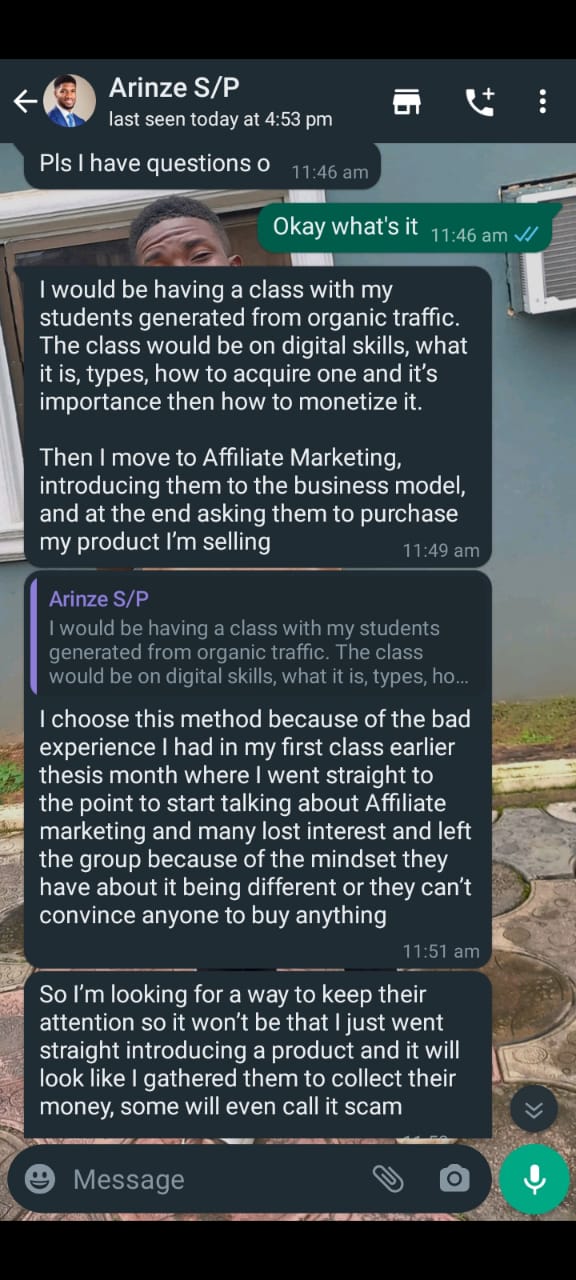 Arinze S/P
last seen today at 4:53 pm
Pls I have questions o 11:46 am
Okay what's it 11:46 am
I would be having a class with my
students generated from organic traffic.
The class would be on digital skills, what
it is, types, how to acquire one and it's
importance then how to monetize it.
Then I move to Affiliate Marketing,
introducing them to the business model,
and at the end asking them to purchase
my product I'm selling 11:49 am
Arinze S/P
I would be having a class with my students
generated from organic traffic. The class
would be on digital skills, what it is, types, ho...
I choose this method because of the bad
experience I had in my first class earlier
thesis month where I went straight to
the point to start talking about Affiliate
marketing and many lost interest and left
the group because of the mindset they
have about it being different or they can't
convince anyone to buy anything
11:51 am
So I'm looking for a way to keep their
attention so it won't be that I just went
straight introducing a product and it will
look like I gathered them to collect their
money, some will even call it scam
Message